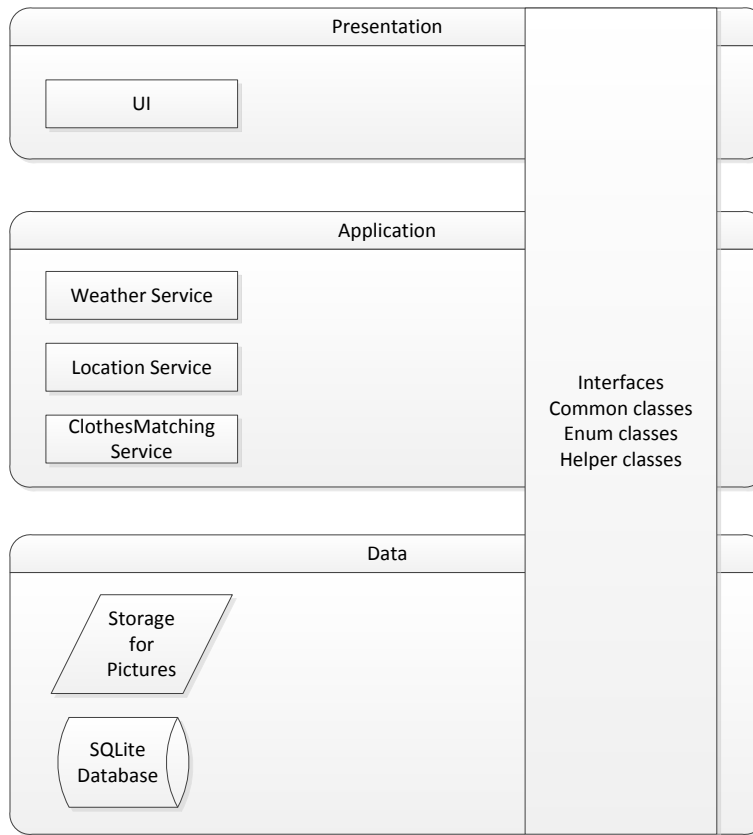 Presentation
UI
Application
Weather Service
Location Service
ClothesMatching
Service
Interfaces
Common classes
Enum classes
Helper classes
Data
Storage
for
Pictures
SQLite
Database